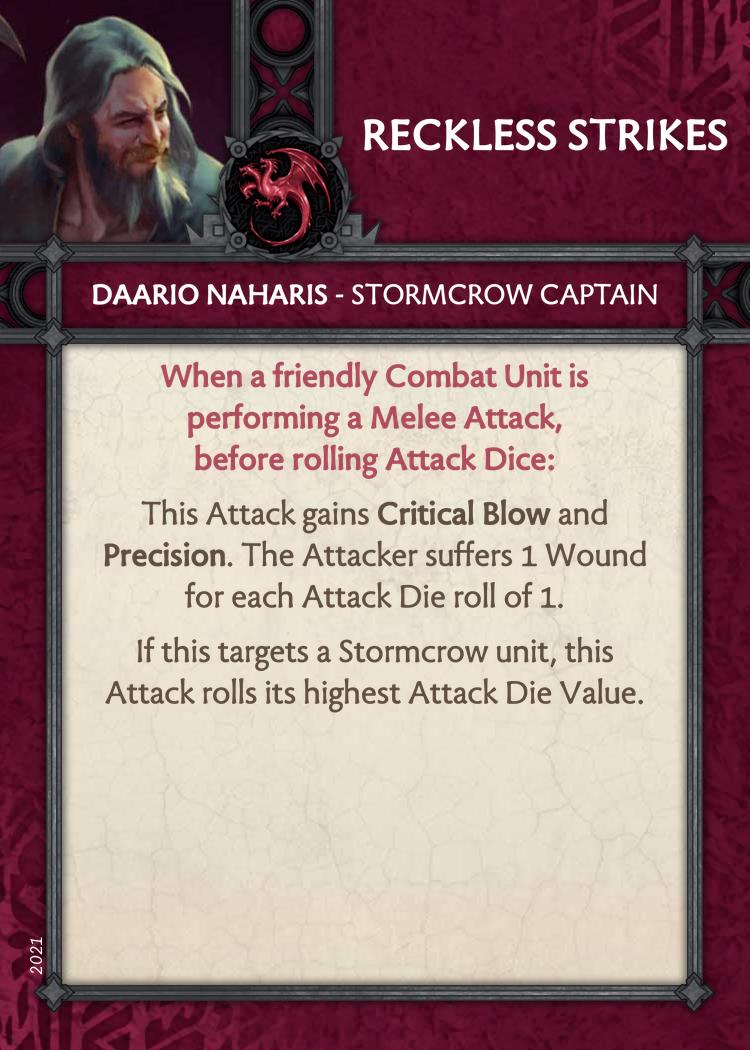 RECKLESS STRIKES
DAARIO NAHARIS - STORMCROW CAPTAIN
When a friendly Combat Unit is
performing a Melee Attack,
before rolling Attack Dice:
This Attack gains Critical Blow and
Precision. The Attacker suffers 1 Wound
for each Attack Die roll of 1.
If this targets a Stormcrow unit, this
Attack rolls its highest Attack Die Value.
2021